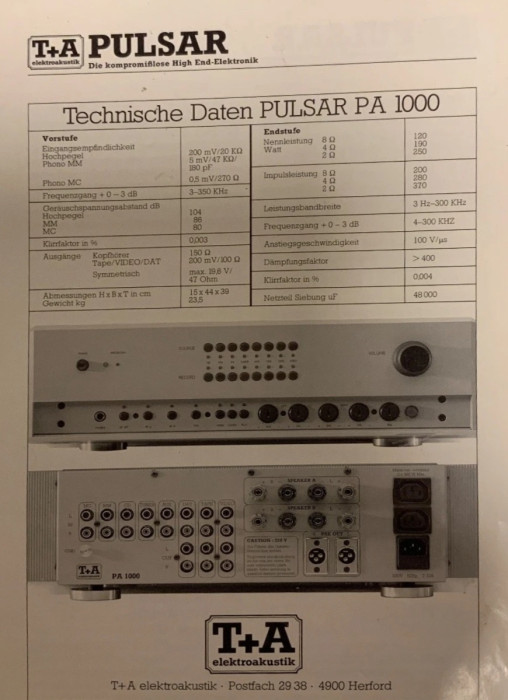 T+A PULSAR
elektroakustik Die kompromißlose High End-Elektronik
Technische Daten PULSAR PA 1000
Vorstufe
Eingangsempfindlichkeit
Hochpegel 200 mV/20 KΩ
Phono MM 5 mV/47 KΩ/
180 pF
Phono MC 0,5 mV/270 Ω
Frequenzgang + 0 – 3 dB 3–350 KHz
Geräuschspannungsabstand dB
Hochpegel 104
MM 88
MC 80
Klirrfaktor in % 0,003
Ausgänge Kopfhörer 150 Ω
Tape/VIDEO/DAT 200 mV/100 Ω
Symmetrisch max. 19,6 V/
47 Ohm
Abmessungen H x B x T in cm 15 x 44 x 39
Gewicht kg 23,5
Endstufe
Nennleistung 8 Ω 120
Watt 4 Ω 190
2 Ω 250
Impulsleistung 8 Ω 200
4 Ω 280
2 Ω 370
Leistungsbandbreite 3 Hz–300 KHz
Frequenzgang + 0 – 3 dB 4–300 KHZ
Anstiegsgeschwindigkeit 100 V/µs
Dämpfungsfaktor > 400
Klirrfaktor in % 0,004
Netzteil Siebung uF 48 000
SPEAKER A
SPEAKER B
T+A
PA 1000
T+A
elektroakustik
T+A elektroakustik · Postfach 29 38 · 4900 Herford